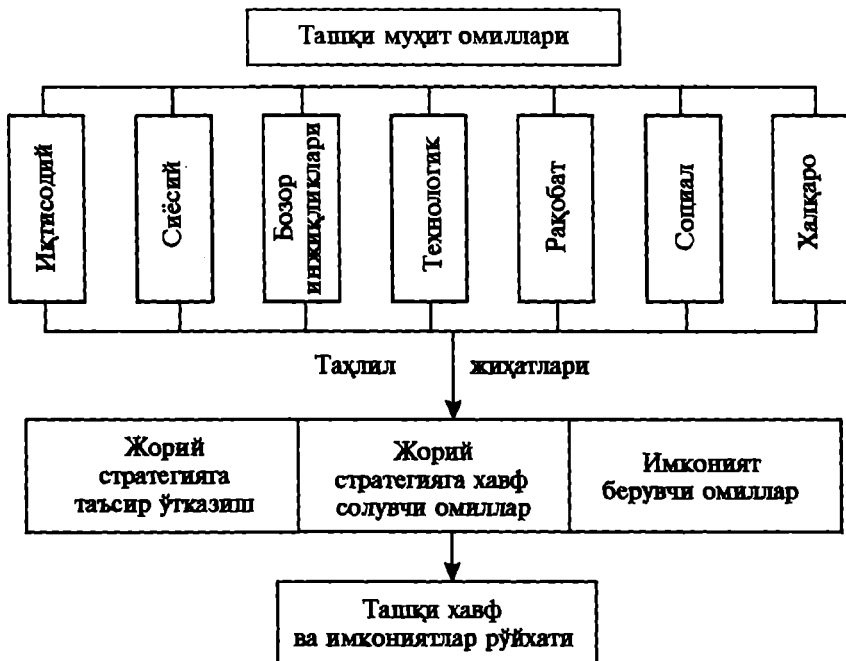 Ташқи муҳит омиллари
Иқтисодий
Сиёсий
Бозор
инжиқликлари
Технологик
Рақобат
Социал
Халқаро
Таҳлил жиҳатлари
Жорий
стратегияга
таъсир ўтказиш
Жорий
стратегияга хавф
солувчи омиллар
Имконият
берувчи омиллар
Ташқи хавф
ва имкониятлар рўйхати